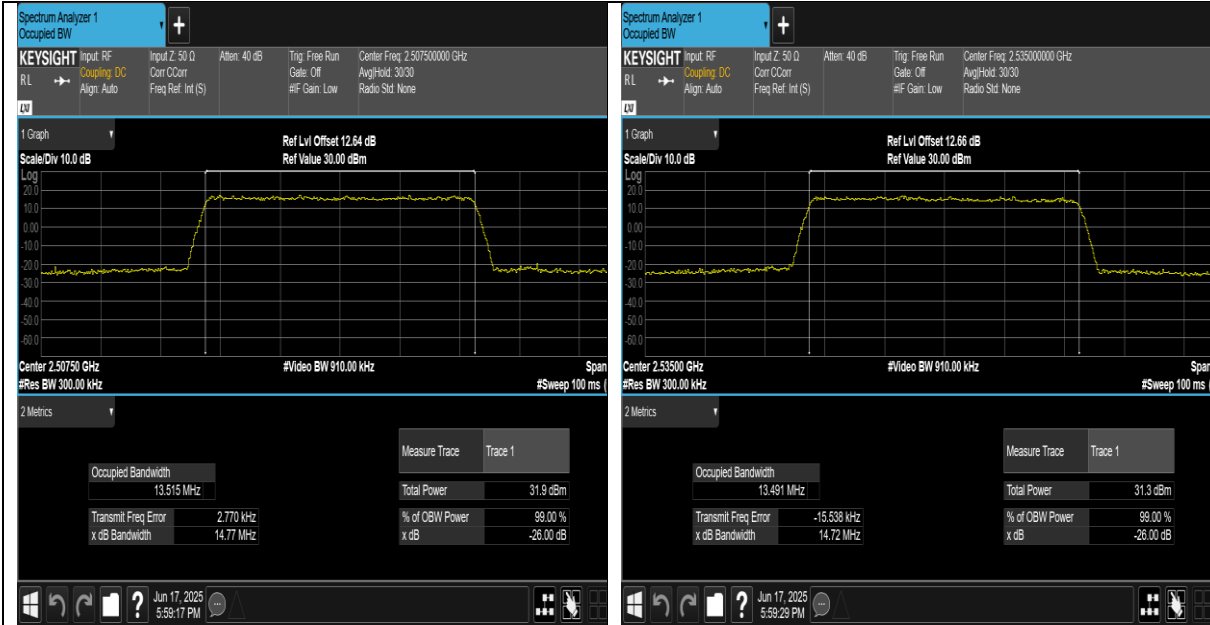 Spectrum Analyzer 1
Occupied BW
+
KEYSIGHT
RL
LXI
Input: RF
Coupling: DC
Align: Auto
Input Z: 50 Ω
Corr CCorr
Freq Ref: Int (S)
Atten: 40 dB
Trig: Free Run
Gate: Off
#IF Gain: Low
Center Freq: 2.507500000 GHz
Avg|Hold: 30/30
Radio Std: None
1 Graph
Scale/Div 10.0 dB
Ref Lvl Offset 12.64 dB
Ref Value 30.00 dBm
Log
20.0
10.0
0.00
-10.0
-20.0
-30.0
-40.0
-50.0
-60.0
Center 2.50750 GHz
#Video BW 910.00 kHz
Span
#Res BW 300.00 kHz
#Sweep 100 ms (
2 Metrics
Measure Trace Trace 1
Occupied Bandwidth
13.515 MHz
Total Power 31.9 dBm
Transmit Freq Error 2.770 kHz
% of OBW Power 99.00 %
x dB Bandwidth 14.77 MHz
x dB -26.00 dB
?
Jun 17, 2025
5:59:17 PM
Spectrum Analyzer 1
Occupied BW
+
KEYSIGHT
RL
LXI
Input: RF
Coupling: DC
Align: Auto
Input Z: 50 Ω
Corr CCorr
Freq Ref: Int (S)
Atten: 40 dB
Trig: Free Run
Gate: Off
#IF Gain: Low
Center Freq: 2.535000000 GHz
Avg|Hold: 30/30
Radio Std: None
1 Graph
Scale/Div 10.0 dB
Ref Lvl Offset 12.66 dB
Ref Value 30.00 dBm
Log
20.0
10.0
0.00
-10.0
-20.0
-30.0
-40.0
-50.0
-60.0
Center 2.53500 GHz
#Video BW 910.00 kHz
Span
#Res BW 300.00 kHz
#Sweep 100 ms (
2 Metrics
Measure Trace Trace 1
Occupied Bandwidth
13.491 MHz
Total Power 31.3 dBm
Transmit Freq Error -15.538 kHz
% of OBW Power 99.00 %
x dB Bandwidth 14.72 MHz
x dB -26.00 dB
?
Jun 17, 2025
5:59:29 PM